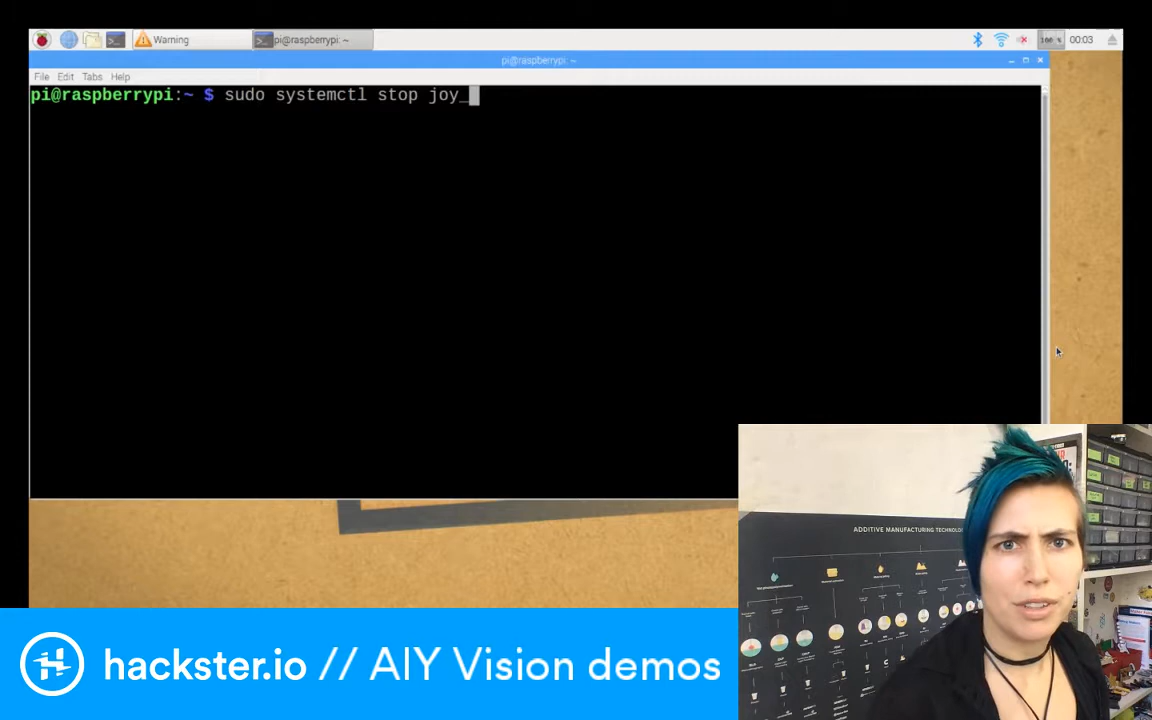 Warning
pi@raspberrypi: ~
100 %
00:03
pi@raspberrypi: ~
File Edit Tabs Help
pi@raspberrypi:~ $ sudo systemctl stop joy_
ADDITIVE MANUFACTURING
hackster.io // AIY Vision demos